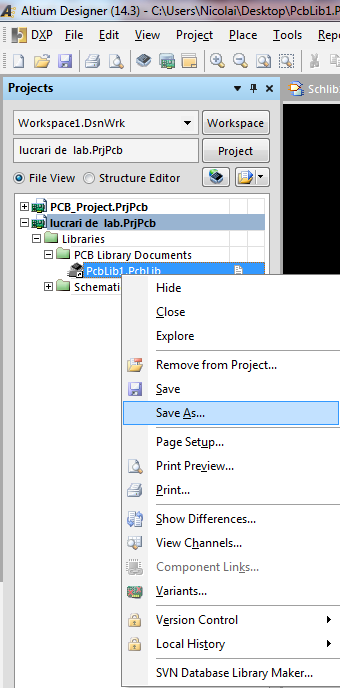 Altium Designer (14.3) - C:\Users\Nicolai\Desktop\PcbLib1.P
DXP File Edit View Project Place Tools Repo
Projects
Schlib
Workspace1.DsnWrk Workspace
lucrari de lab.PrjPcb Project
File View Structure Editor
PCB_Project.PrjPcb
lucrari de lab.PrjPcb
Libraries
PCB Library Documents
PcbLib1.PcbLib
Schemati
Hide
Close
Explore
Remove from Project...
Save
Save As...
Page Setup...
Print Preview...
Print...
Show Differences...
View Channels...
Component Links...
Variants...
Version Control
Local History
SVN Database Library Maker...